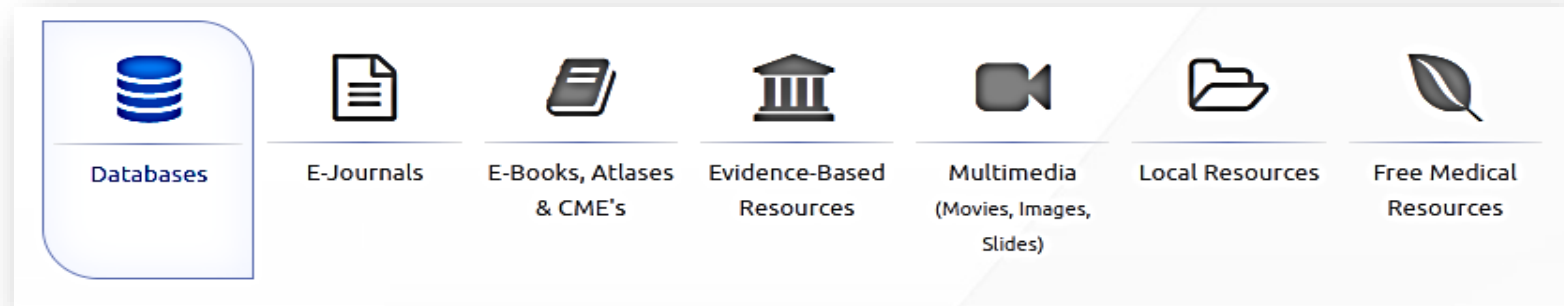 Databases
E-Journals
E-Books, Atlases
& CME's
Evidence-Based
Resources
Multimedia
(Movies, Images,
Slides)
Local Resources
Free Medical
Resources